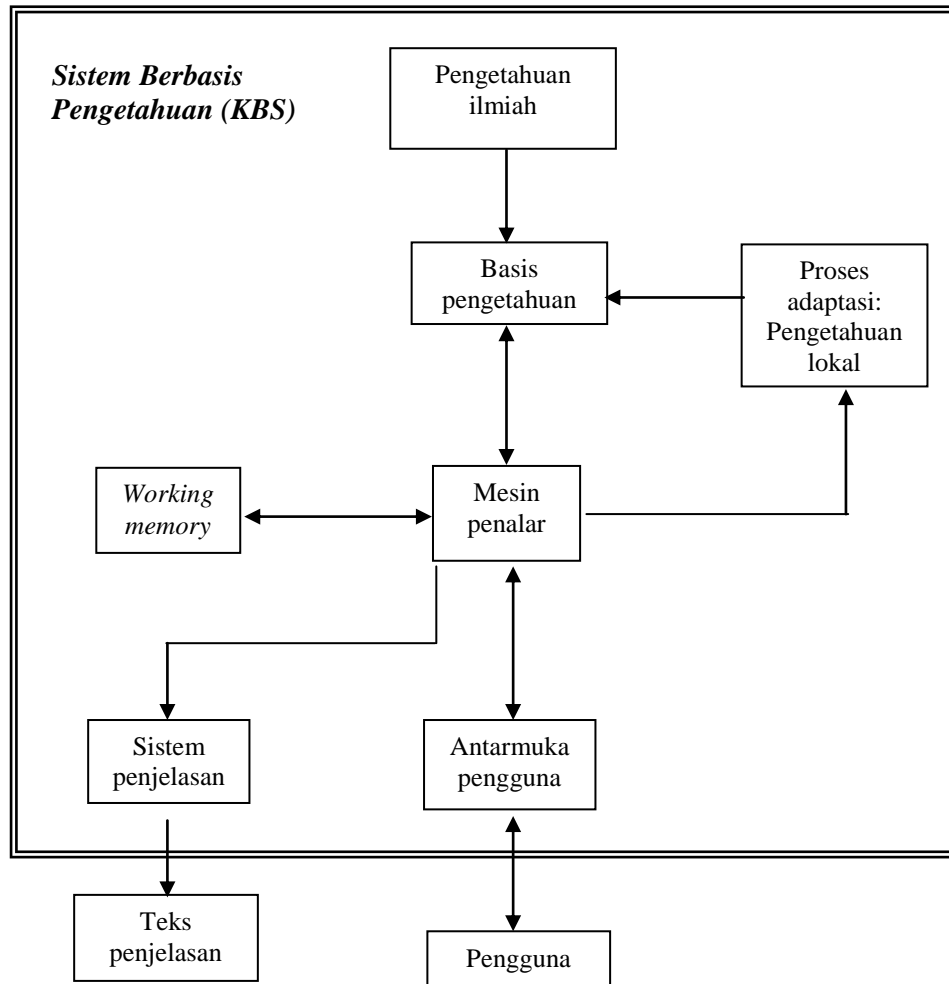 Sistem Berbasis
Pengetahuan (KBS)
Pengetahuan
ilmiah
Basis
pengetahuan
Proses
adaptasi:
Pengetahuan
lokal
Working
memory
Mesin
penalar
Sistem
penjelasan
Antarmuka
pengguna
Teks
penjelasan
Pengguna